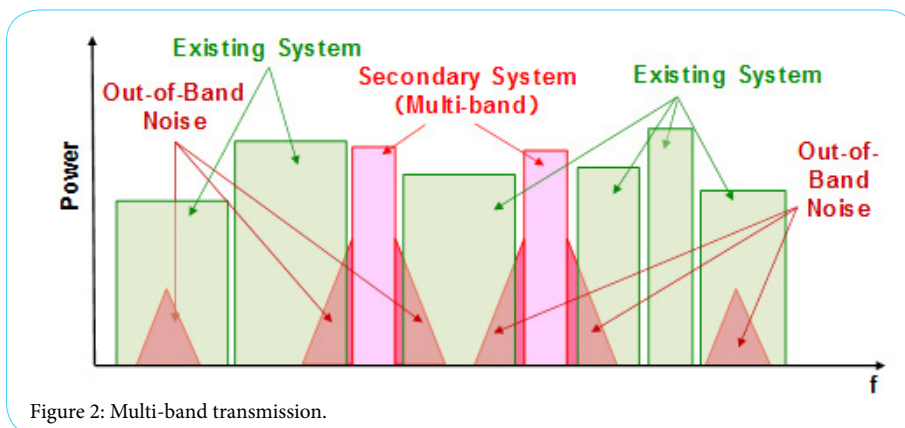 Existing System
Out-of-Band
Noise
Secondary System
(Multi-band)
Existing System
Out-of-
Band
Noise
Power
f
Figure 2: Multi-band transmission.